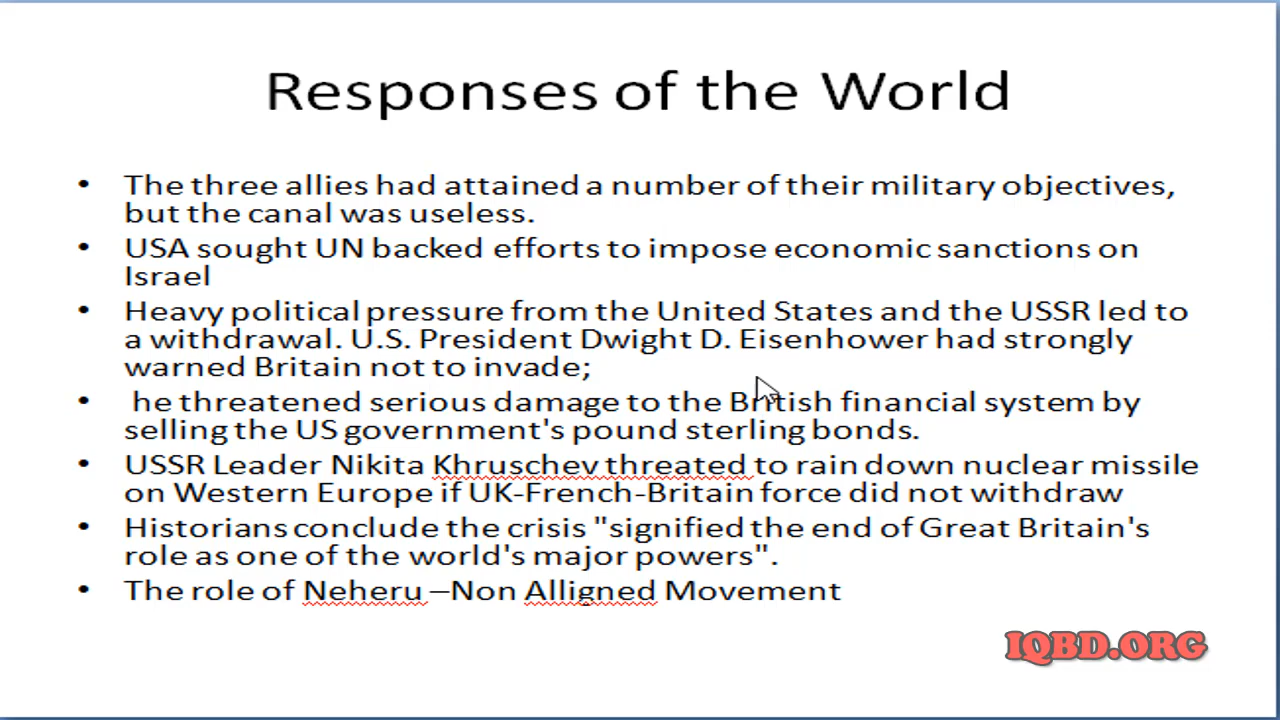 Responses of the World
• The three allies had attained a number of their military objectives,
but the canal was useless.
• USA sought UN backed efforts to impose economic sanctions on
Israel
• Heavy political pressure from the United States and the USSR led to
a withdrawal. U.S. President Dwight D. Eisenhower had strongly
warned Britain not to invade;
• he threatened serious damage to the British financial system by
selling the US government's pound sterling bonds.
• USSR Leader Nikita Khruschev threated to rain down nuclear missile
on Western Europe if UK-French-Britain force did not withdraw
• Historians conclude the crisis "signified the end of Great Britain's
role as one of the world's major powers".
• The role of Neheru –Non Alligned Movement
IQBD.ORG